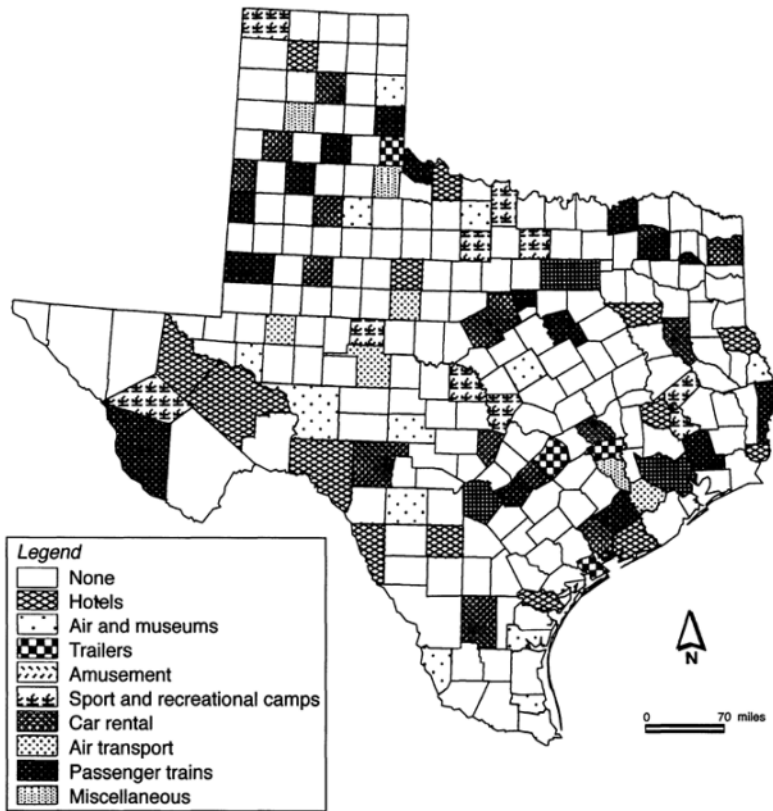 Legend
None
Hotels
Air and museums
Trailers
Amusement
Sport and recreational camps
Car rental
Air transport
Passenger trains
Miscellaneous
N
0 70 miles